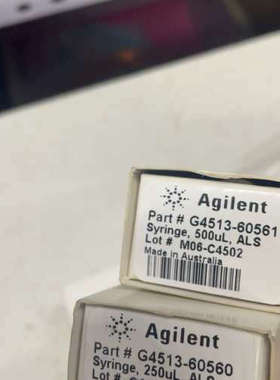 Agilent
Part # G4513-60561
Syringe, 500uL, ALS
Lot # M06-C4502
Made in Australia
Agilent
Part # G4513-60560
Syringe, 250uL,
Lot #